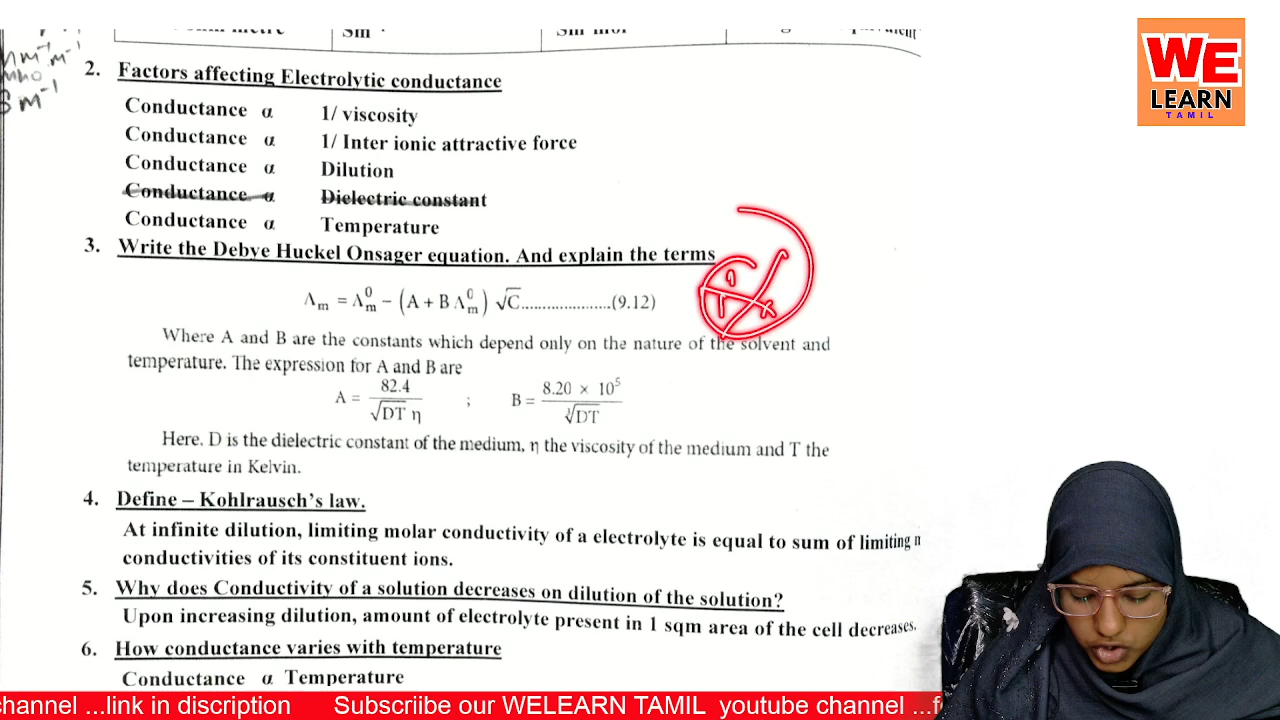 WE
LEARN
TAMIL
m⁻¹
mho
S m⁻¹
Sm
2. Factors affecting Electrolytic conductance
Conductance α 1/ viscosity
Conductance α 1/ Inter ionic attractive force
Conductance α Dilution
Conductance α Dielectric constant
Conductance α Temperature
3. Write the Debye Huckel Onsager equation. And explain the terms
Λm = Λ⁰m − (A + B Λ⁰m) √C....................(9.12)
Where A and B are the constants which depend only on the nature of the solvent and
temperature. The expression for A and B are
A = 82.4 / √DT η ; B = 8.20 × 10⁵ / ∛DT
Here, D is the dielectric constant of the medium, η the viscosity of the medium and T the
temperature in Kelvin.
4. Define – Kohlrausch's law.
At infinite dilution, limiting molar conductivity of a electrolyte is equal to sum of limiting
conductivities of its constituent ions.
5. Why does Conductivity of a solution decreases on dilution of the solution?
Upon increasing dilution, amount of electrolyte present in 1 sqm area of the cell decreases.
6. How conductance varies with temperature
Conductance α Temperature
channel ...link in discription Subscriibe our WELEARN TAMIL youtube channel ...f